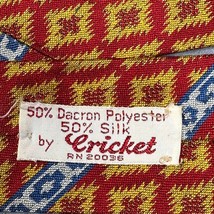 50% Dacron Polyester
50% Silk
by Cricket
RN 20036